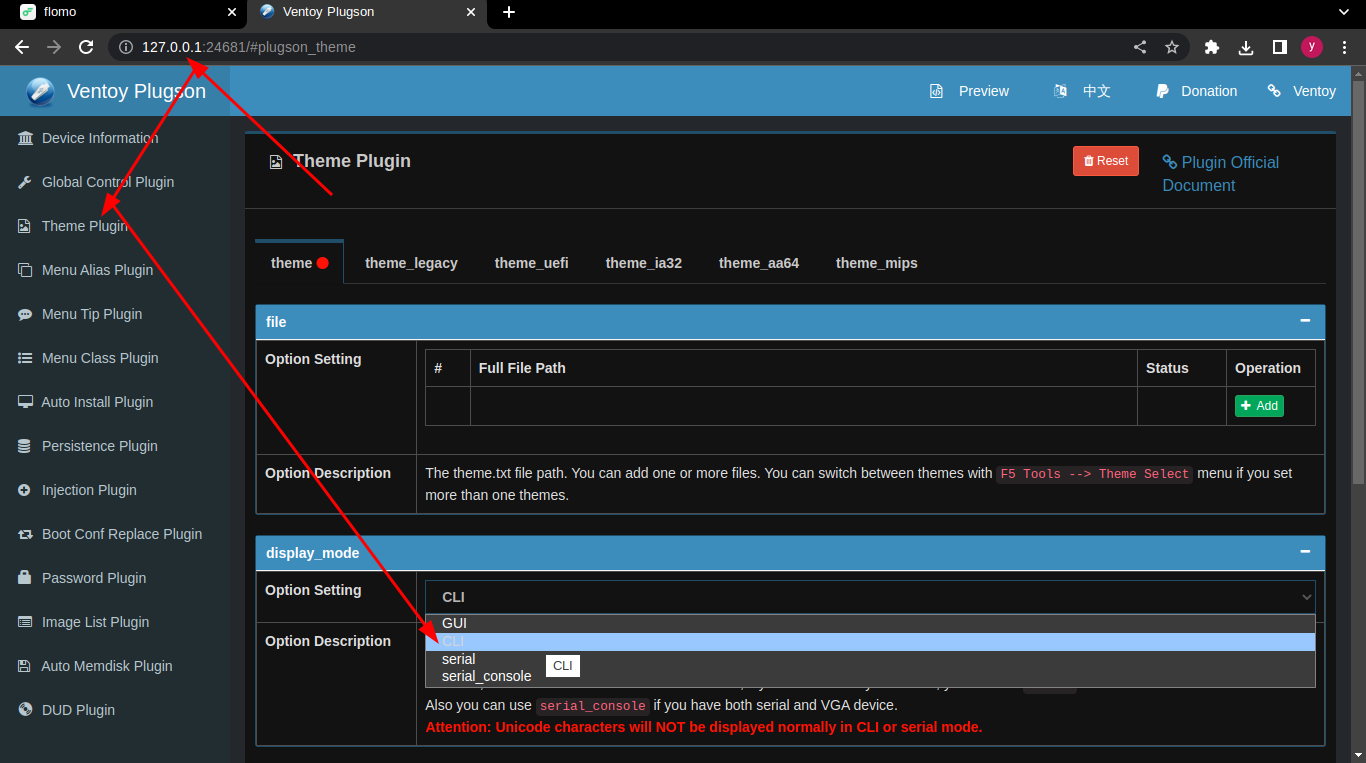 flomo
Ventoy Plugson
127.0.0.1:24681/#plugson_theme
y
Ventoy Plugson
Preview
中文
Donation
Ventoy
Device Information
Global Control Plugin
Theme Plugin
Menu Alias Plugin
Menu Tip Plugin
Menu Class Plugin
Auto Install Plugin
Persistence Plugin
Injection Plugin
Boot Conf Replace Plugin
Password Plugin
Image List Plugin
Auto Memdisk Plugin
DUD Plugin
Theme Plugin
Reset
Plugin Official
Document
theme
theme_legacy
theme_uefi
theme_ia32
theme_aa64
theme_mips
file
Option Setting
# Full File Path Status Operation
Add
Option Description
The theme.txt file path. You can add one or more files. You can switch between themes with F5 Tools --> Theme Select menu if you set
more than one themes.
display_mode
Option Setting
CLI
GUI
CLI
serial
serial_console
CLI
Option Description
Also you can use serial_console if you have both serial and VGA device.
Attention: Unicode characters will NOT be displayed normally in CLI or serial mode.